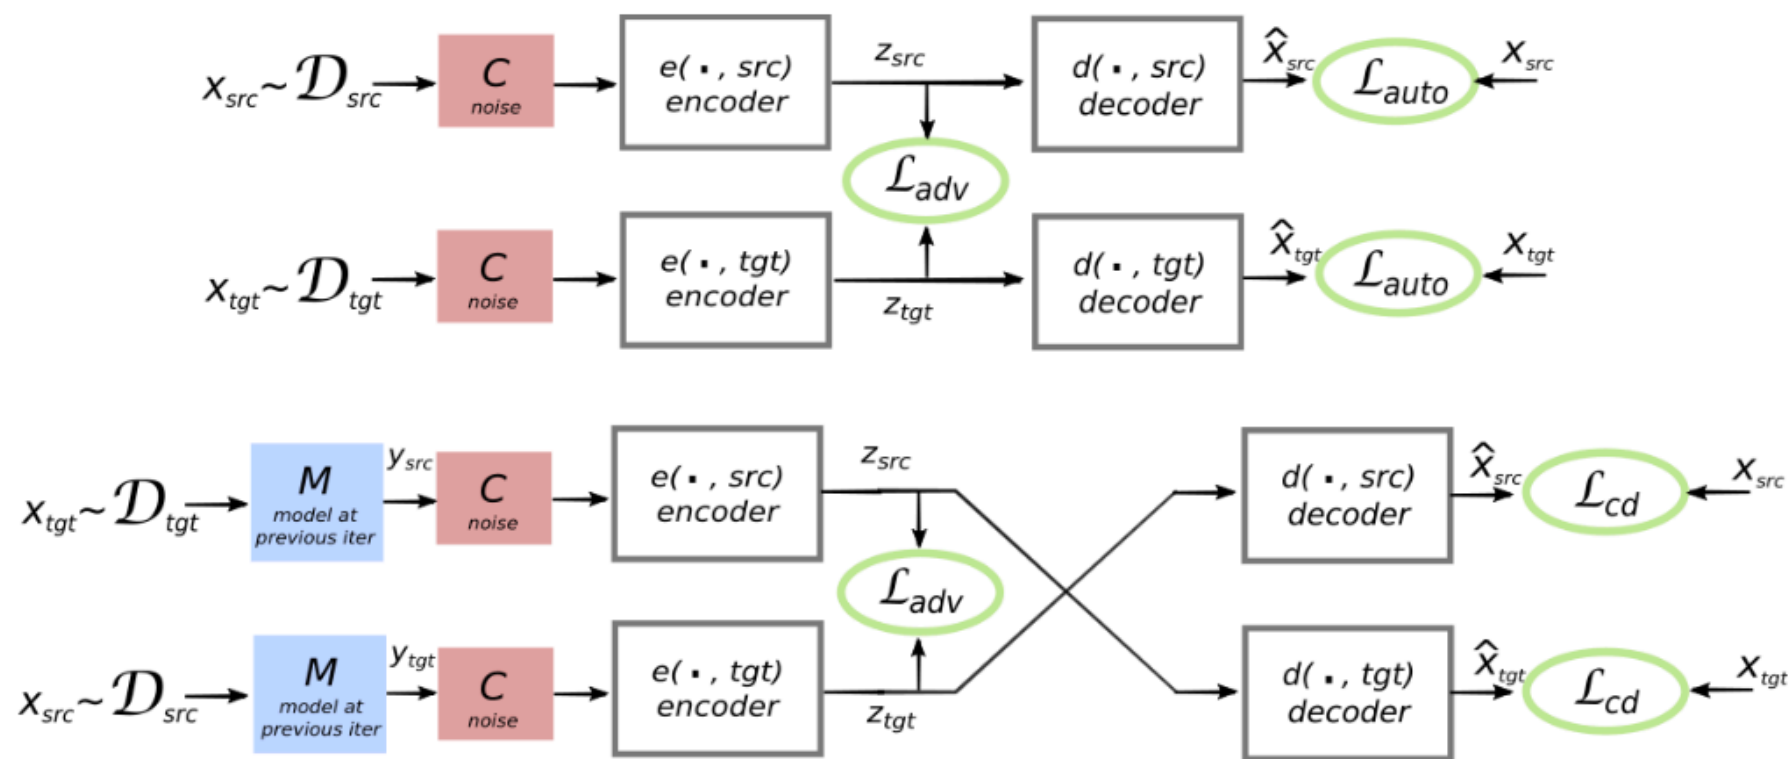 x_src ~ D_src C noise e(·, src) encoder z_src d(·, src) decoder x̂_src L_auto x_src
L_adv
x_tgt ~ D_tgt C noise e(·, tgt) encoder z_tgt d(·, tgt) decoder x̂_tgt L_auto x_tgt
x_tgt ~ D_tgt M model at previous iter y_src C noise e(·, src) encoder z_src d(·, src) decoder x̂_src L_cd x_src
L_adv
x_src ~ D_src M model at previous iter y_tgt C noise e(·, tgt) encoder z_tgt d(·, tgt) decoder x̂_tgt L_cd x_tgt